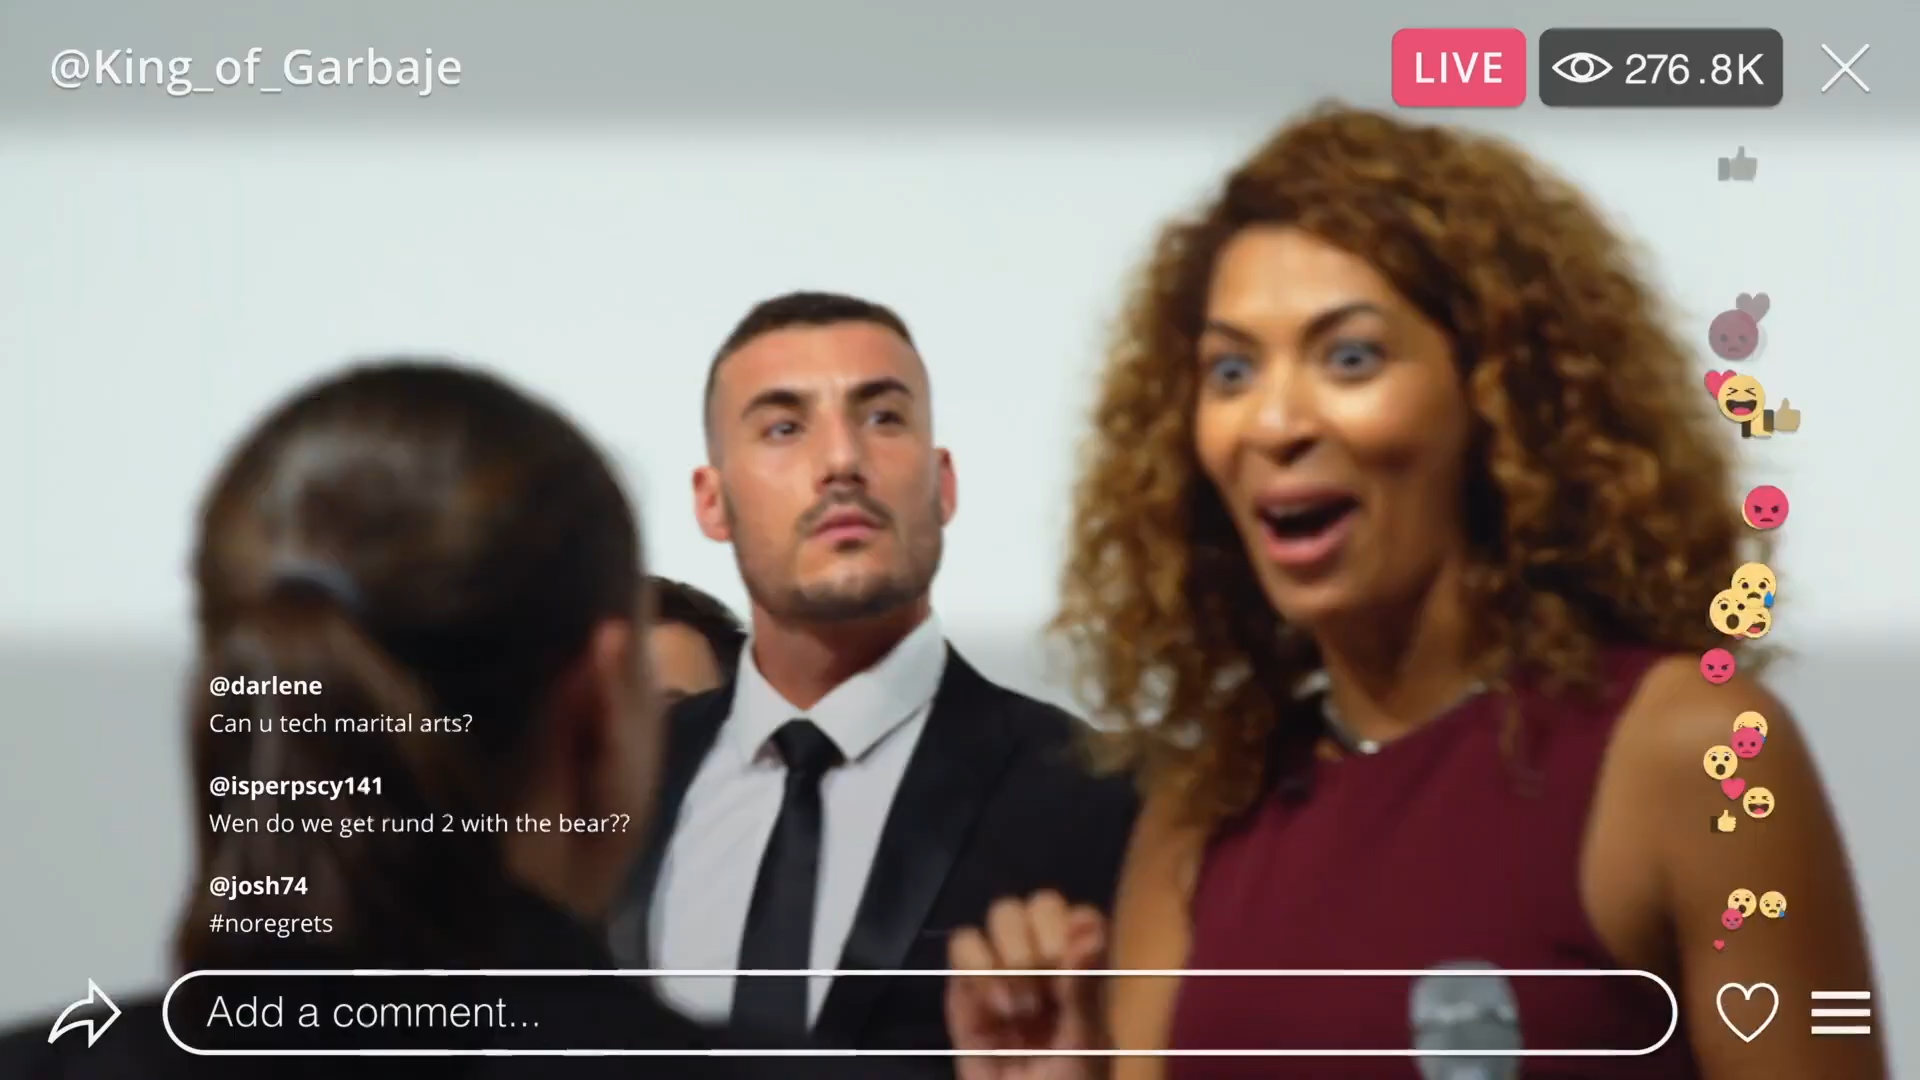 @King_of_Garbaje
LIVE
276.8K
@darlene
Can u tech marital arts?
@isperpscy141
Wen do we get rund 2 with the bear??
@josh74
#noregrets
Add a comment...